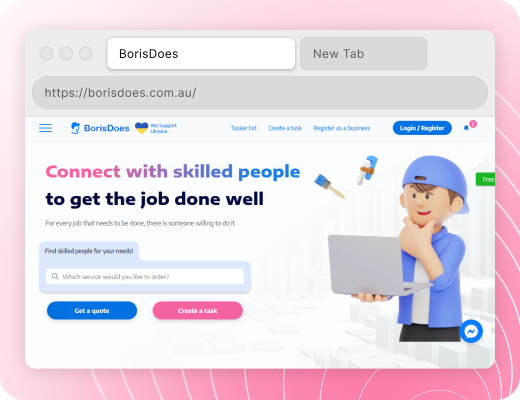 BorisDoes
New Tab
https://borisdoes.com.au/
BorisDoes
We Support
Ukraine
Tasker list
Create a task
Register as a business
Login / Register
2
Free
Connect with skilled people
to get the job done well
For every job that needs to be done, there is someone willing to do it
Find skilled people for your needs!
Which service would you like to order?
Get a quote
Create a task